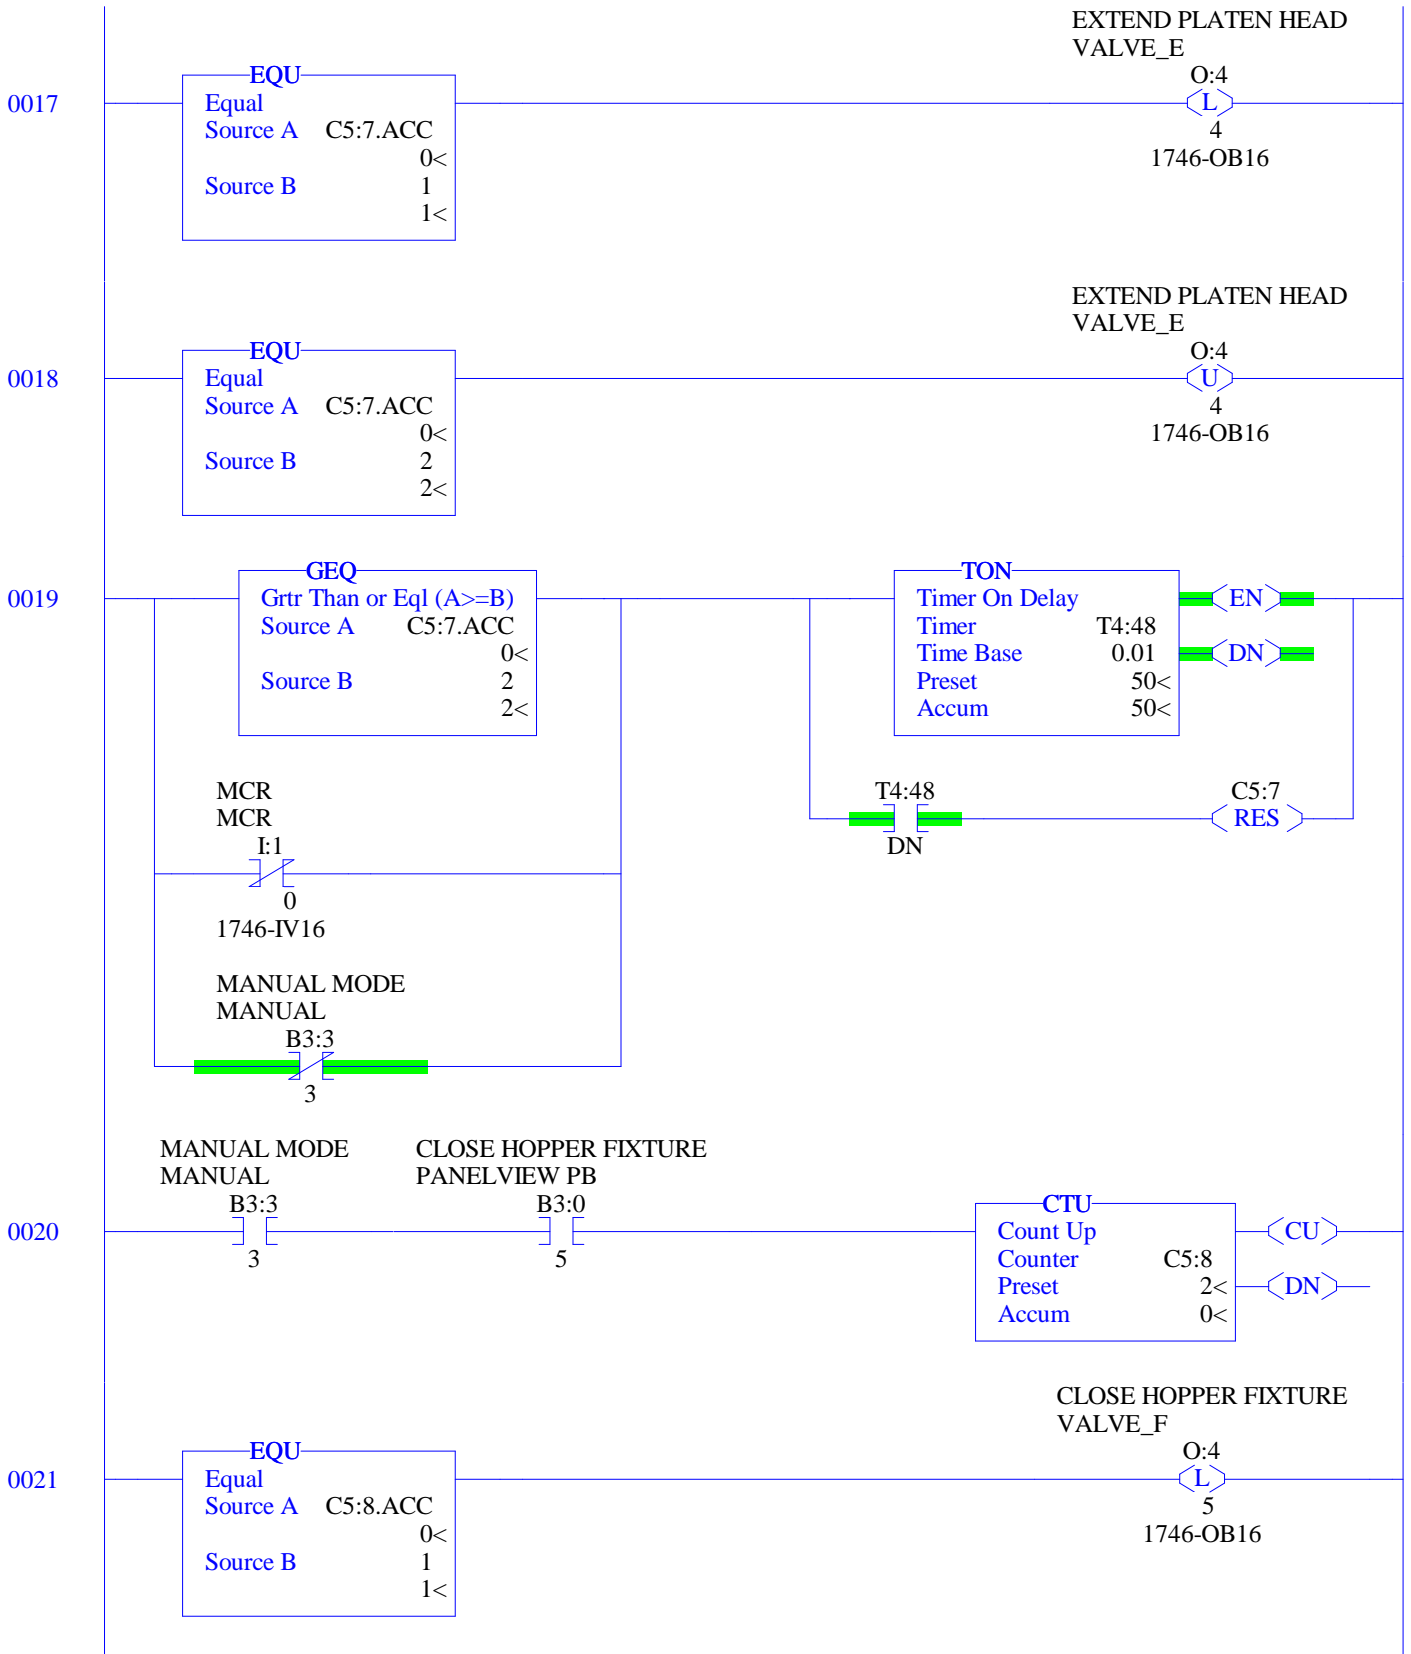 EXTEND PLATEN HEAD
VALVE_E
O:4
0017
EQU
Equal
Source A C5:7.ACC
0<
Source B 1
1<
L
4
1746-OB16
EXTEND PLATEN HEAD
VALVE_E
O:4
0018
EQU
Equal
Source A C5:7.ACC
0<
Source B 2
2<
U
4
1746-OB16
0019
GEQ
Grtr Than or Eql (A>=B)
Source A C5:7.ACC
0<
Source B 2
2<
TON
Timer On Delay
Timer T4:48
Time Base 0.01
Preset 50<
Accum 50<
EN
DN
T4:48
DN
C5:7
RES
MCR
MCR
I:1
0
1746-IV16
MANUAL MODE
MANUAL
B3:3
3
0020
MANUAL MODE
MANUAL
B3:3
3
CLOSE HOPPER FIXTURE
PANELVIEW PB
B3:0
5
CTU
Count Up
Counter C5:8
Preset 2<
Accum 0<
CU
DN
CLOSE HOPPER FIXTURE
VALVE_F
O:4
0021
EQU
Equal
Source A C5:8.ACC
0<
Source B 1
1<
L
5
1746-OB16